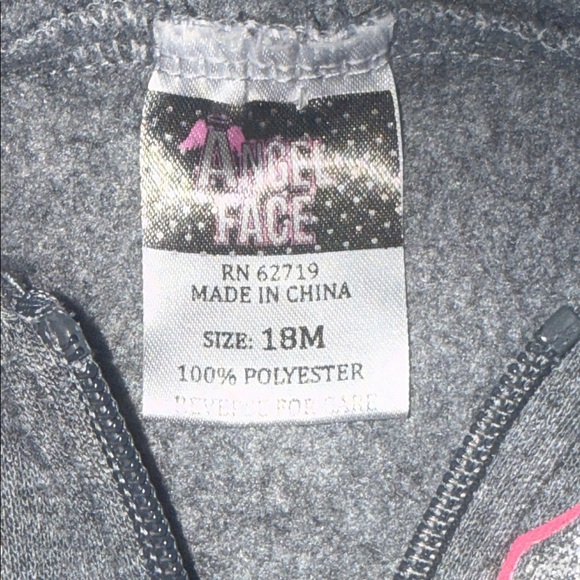 ANGEL
FACE
RN 62719
MADE IN CHINA
SIZE: 18M
100% POLYESTER
REVERSE FOR CARE